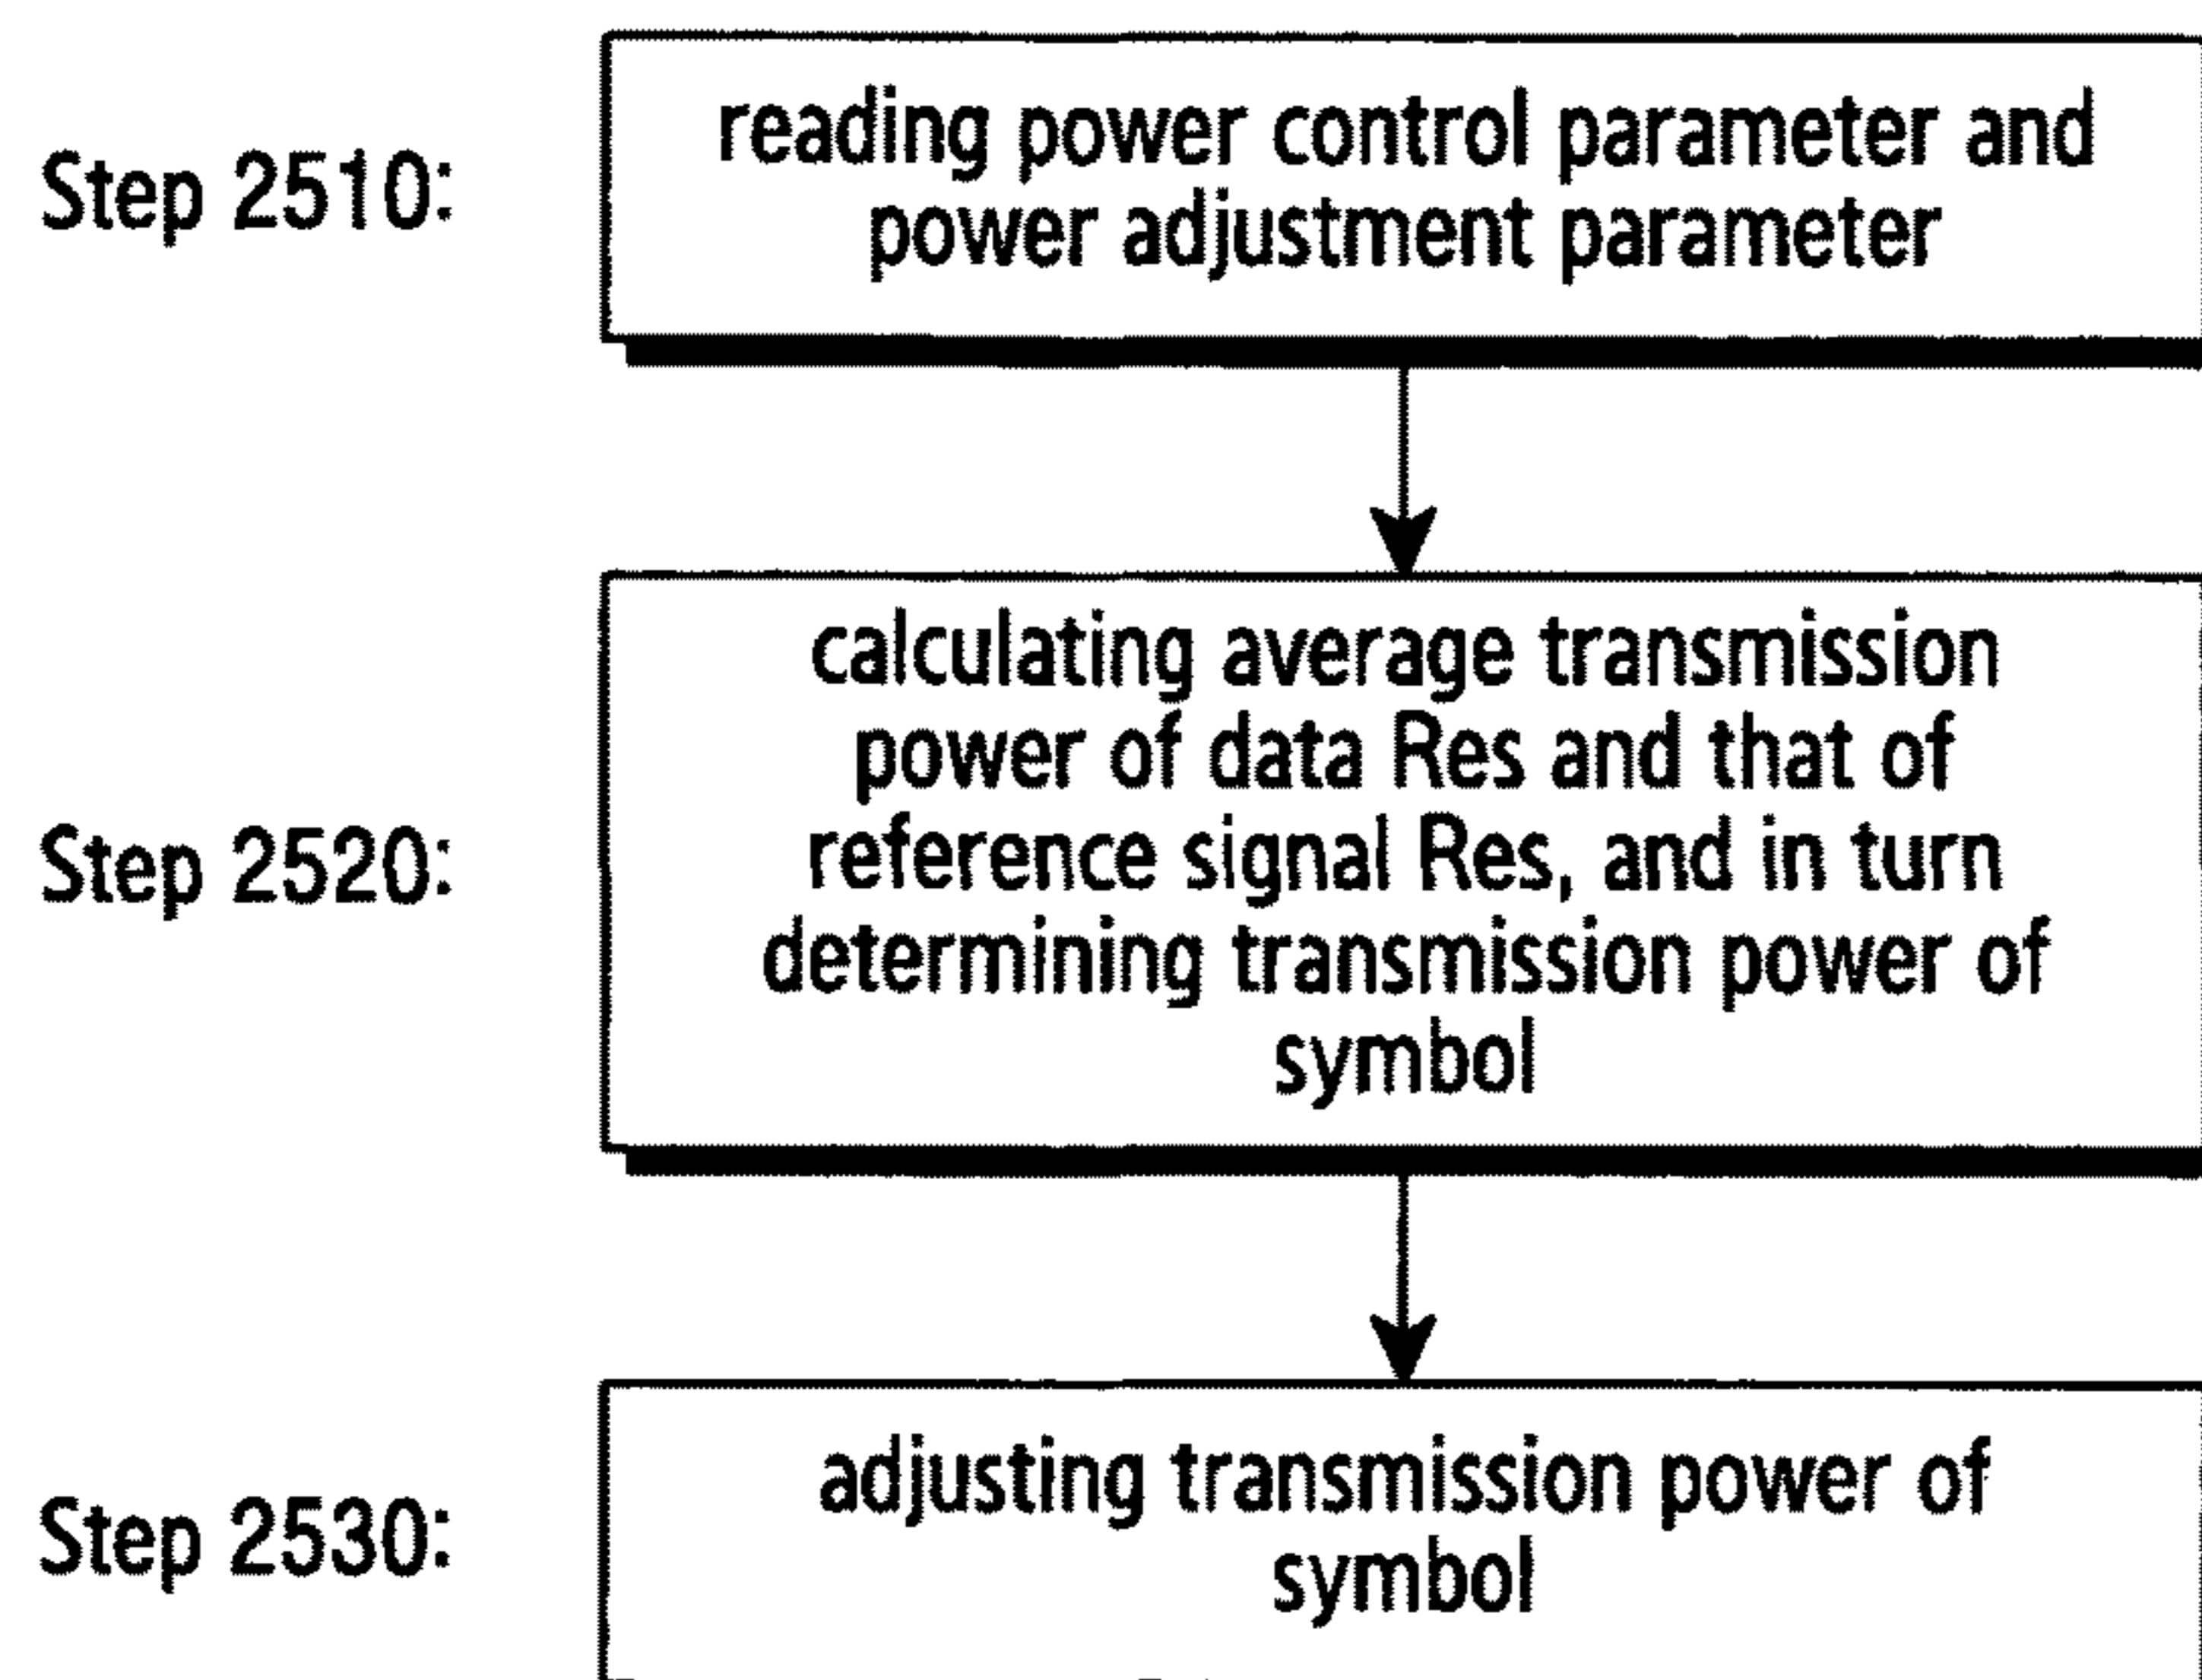 Step 2510:
reading power control parameter and
power adjustment parameter
Step 2520:
calculating average transmission
power of data Res and that of
reference signal Res, and in turn
determining transmission power of
symbol
Step 2530:
adjusting transmission power of
symbol